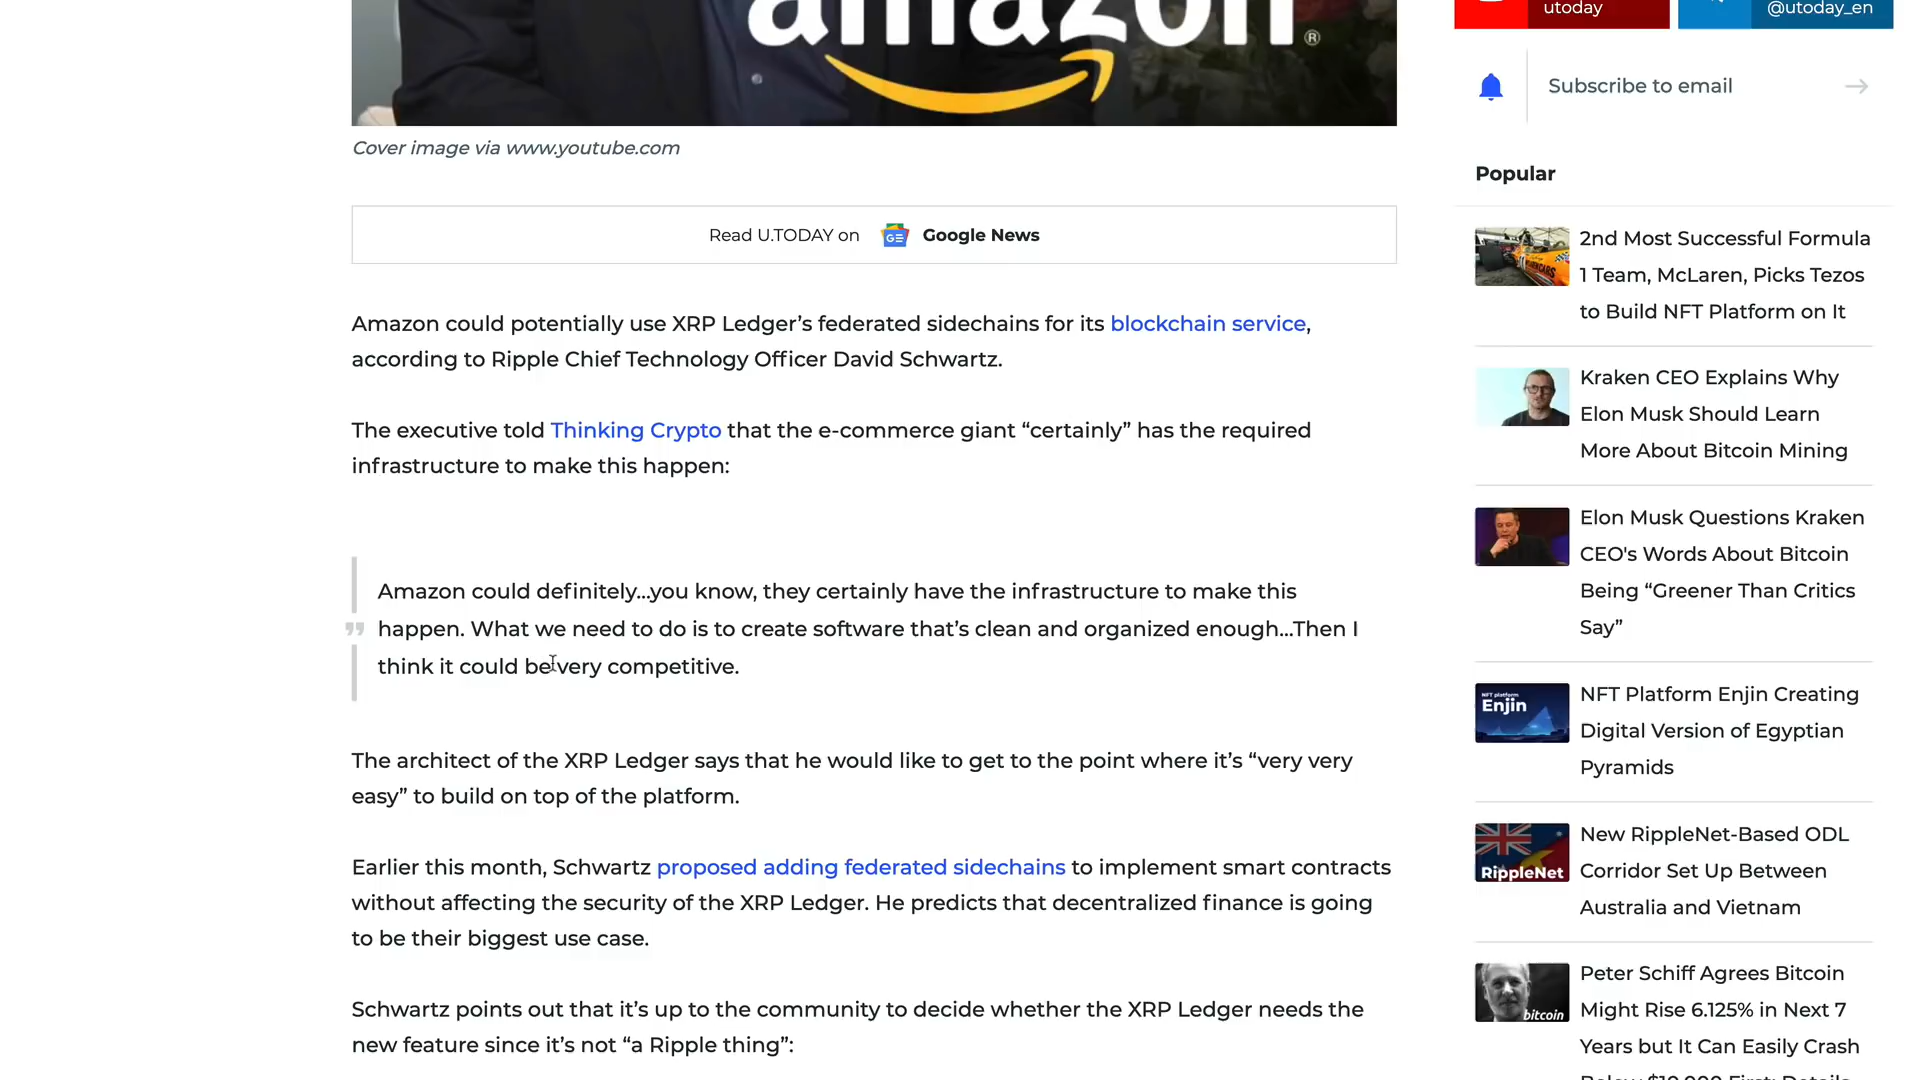 amazon®
Cover image via www.youtube.com
Read U.TODAY on GE Google News
Amazon could potentially use XRP Ledger’s federated sidechains for its blockchain service,
according to Ripple Chief Technology Officer David Schwartz.
The executive told Thinking Crypto that the e-commerce giant “certainly” has the required
infrastructure to make this happen:
Amazon could definitely...you know, they certainly have the infrastructure to make this
happen. What we need to do is to create software that’s clean and organized enough...Then I
think it could be very competitive.
The architect of the XRP Ledger says that he would like to get to the point where it’s “very very
easy” to build on top of the platform.
Earlier this month, Schwartz proposed adding federated sidechains to implement smart contracts
without affecting the security of the XRP Ledger. He predicts that decentralized finance is going
to be their biggest use case.
Schwartz points out that it’s up to the community to decide whether the XRP Ledger needs the
new feature since it’s not “a Ripple thing”:
utoday
@utoday_en
Subscribe to email
Popular
2nd Most Successful Formula
1 Team, McLaren, Picks Tezos
to Build NFT Platform on It
Kraken CEO Explains Why
Elon Musk Should Learn
More About Bitcoin Mining
Elon Musk Questions Kraken
CEO's Words About Bitcoin
Being “Greener Than Critics
Say”
NFT platform
Enjin
NFT Platform Enjin Creating
Digital Version of Egyptian
Pyramids
RippleNet
New RippleNet-Based ODL
Corridor Set Up Between
Australia and Vietnam
bitcoin
Peter Schiff Agrees Bitcoin
Might Rise 6.125% in Next 7
Years but It Can Easily Crash
Below $10,000 First: Details